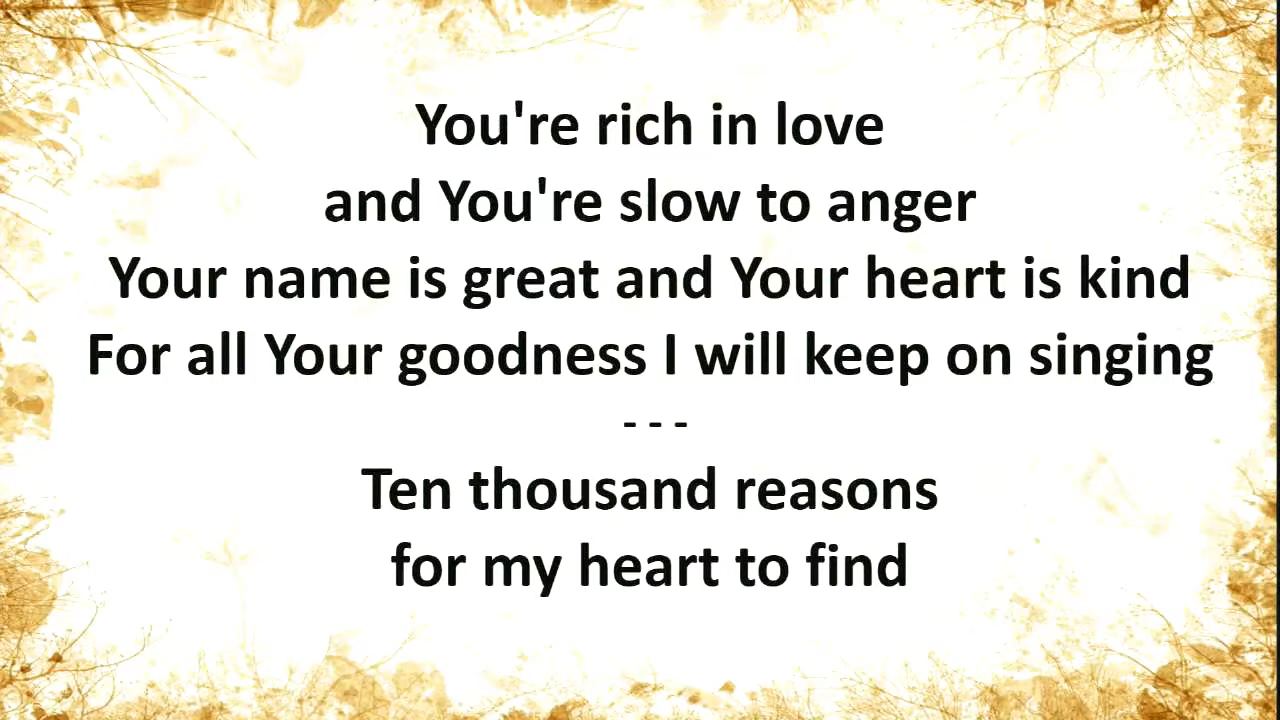 You're rich in love
and You're slow to anger
Your name is great and Your heart is kind
For all Your goodness I will keep on singing
- - -
Ten thousand reasons
for my heart to find